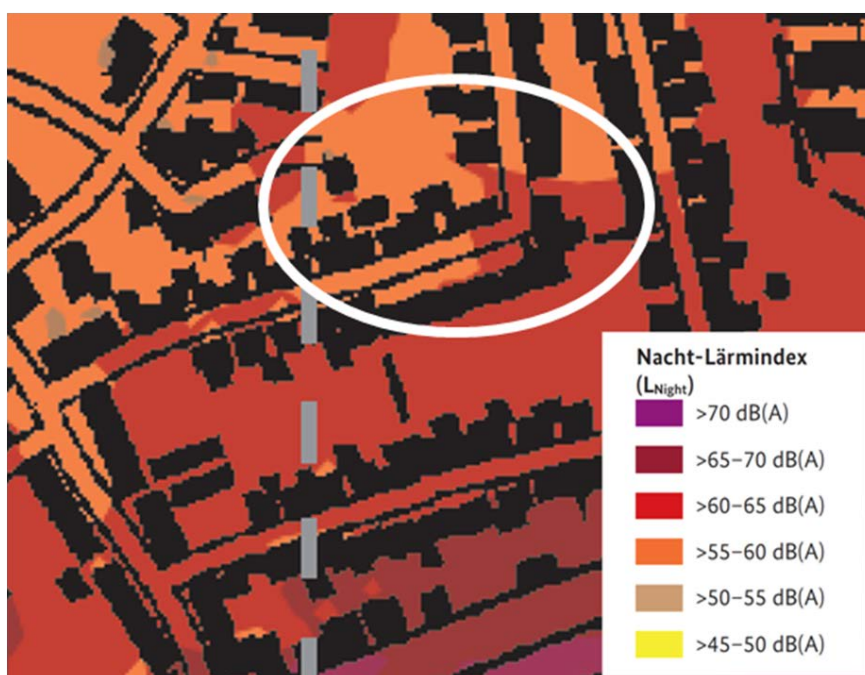 Nacht-Lärmindex
(LNight)
>70 dB(A)
>65–70 dB(A)
>60–65 dB(A)
>55–60 dB(A)
>50–55 dB(A)
>45–50 dB(A)